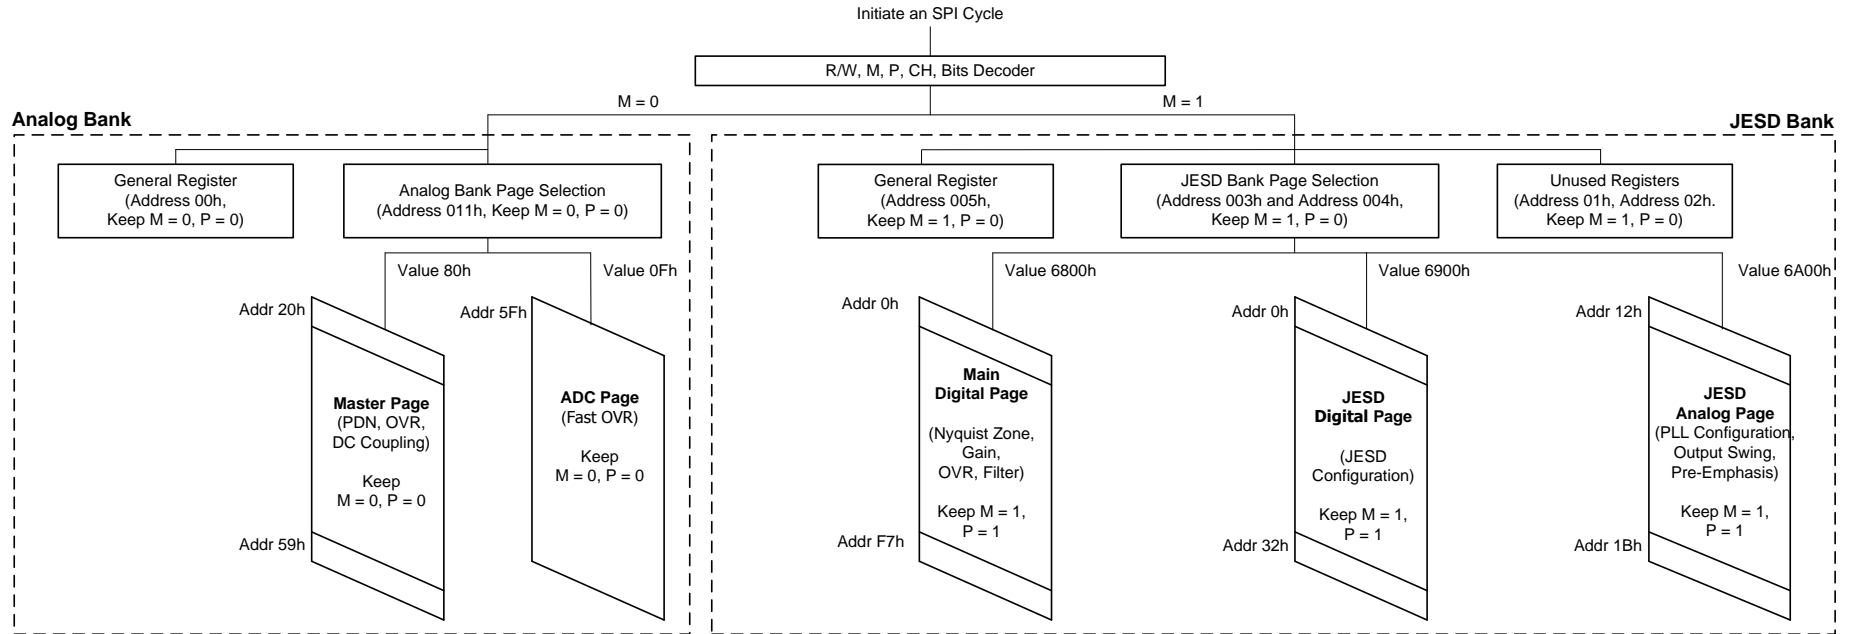 Initiate an SPI Cycle
R/W, M, P, CH, Bits Decoder
M = 0
M = 1
Analog Bank
JESD Bank
General Register
(Address 00h,
Keep M = 0, P = 0)
Analog Bank Page Selection
(Address 011h, Keep M = 0, P = 0)
General Register
(Address 005h,
Keep M = 1, P = 0)
JESD Bank Page Selection
(Address 003h and Address 004h,
Keep M = 1, P = 0)
Unused Registers
(Address 01h, Address 02h.
Keep M = 1, P = 0)
Value 80h
Value 0Fh
Value 6800h
Value 6900h
Value 6A00h
Addr 20h
Master Page
(PDN, OVR,
DC Coupling)
Keep
M = 0, P = 0
Addr 59h
Addr 5Fh
ADC Page
(Fast OVR)
Keep
M = 0, P = 0
Addr 0h
Main
Digital Page
(Nyquist Zone,
Gain,
OVR, Filter)
Keep M = 1,
P = 1
Addr F7h
Addr 0h
JESD
Digital Page
(JESD
Configuration)
Keep M = 1,
P = 1
Addr 32h
Addr 12h
JESD
Analog Page
(PLL Configuration,
Output Swing,
Pre-Emphasis)
Keep M = 1,
P = 1
Addr 1Bh